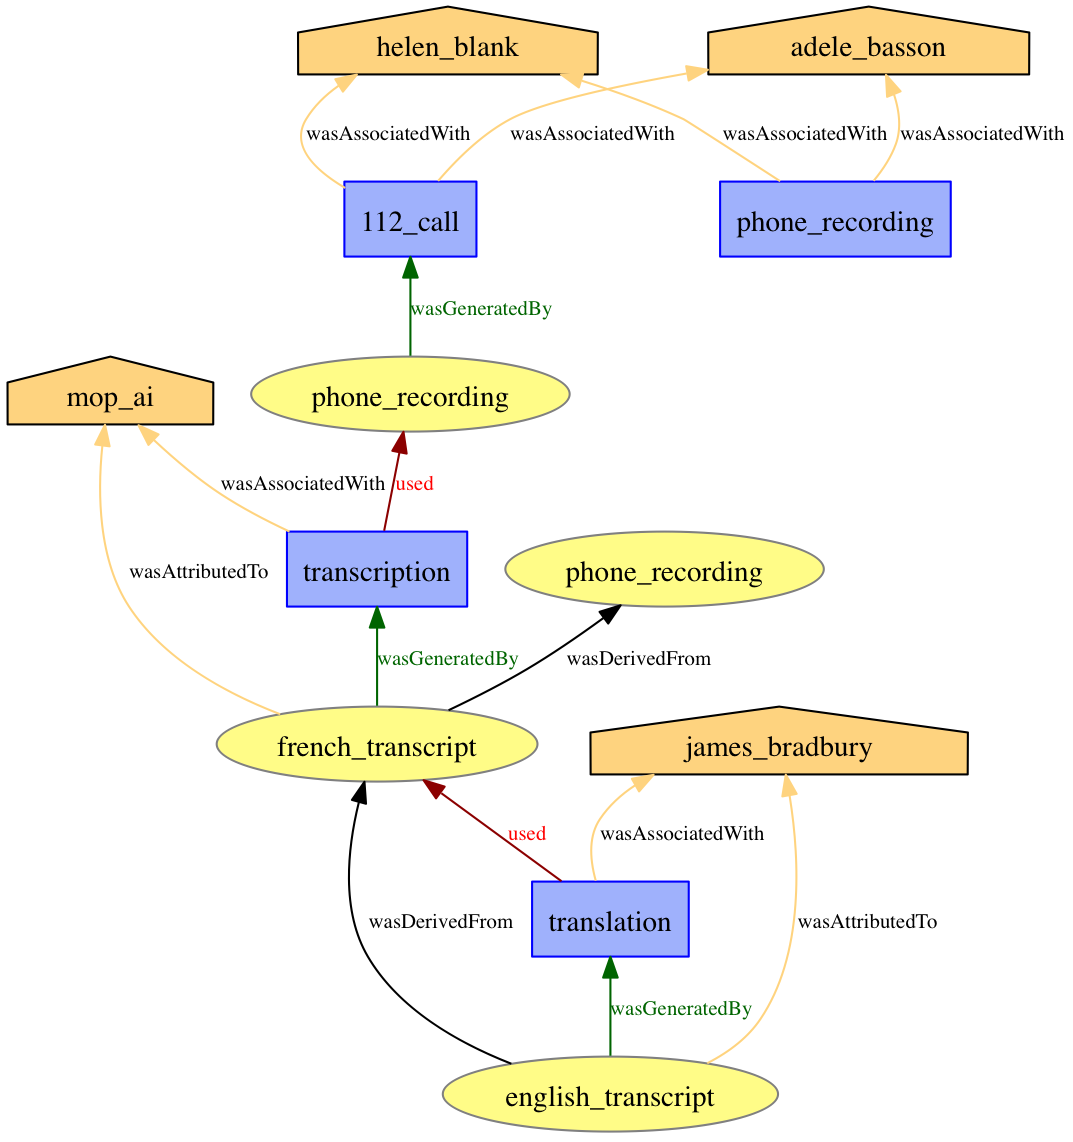 helen_blank
adele_basson
wasAssociatedWith
wasAssociatedWith
wasAssociatedWith
wasAssociatedWith
112_call
phone_recording
wasGeneratedBy
mop_ai
phone_recording
wasAssociatedWith
used
transcription
phone_recording
wasAttributedTo
wasGeneratedBy
wasDerivedFrom
french_transcript
james_bradbury
used
wasAssociatedWith
wasDerivedFrom
translation
wasAttributedTo
wasGeneratedBy
english_transcript